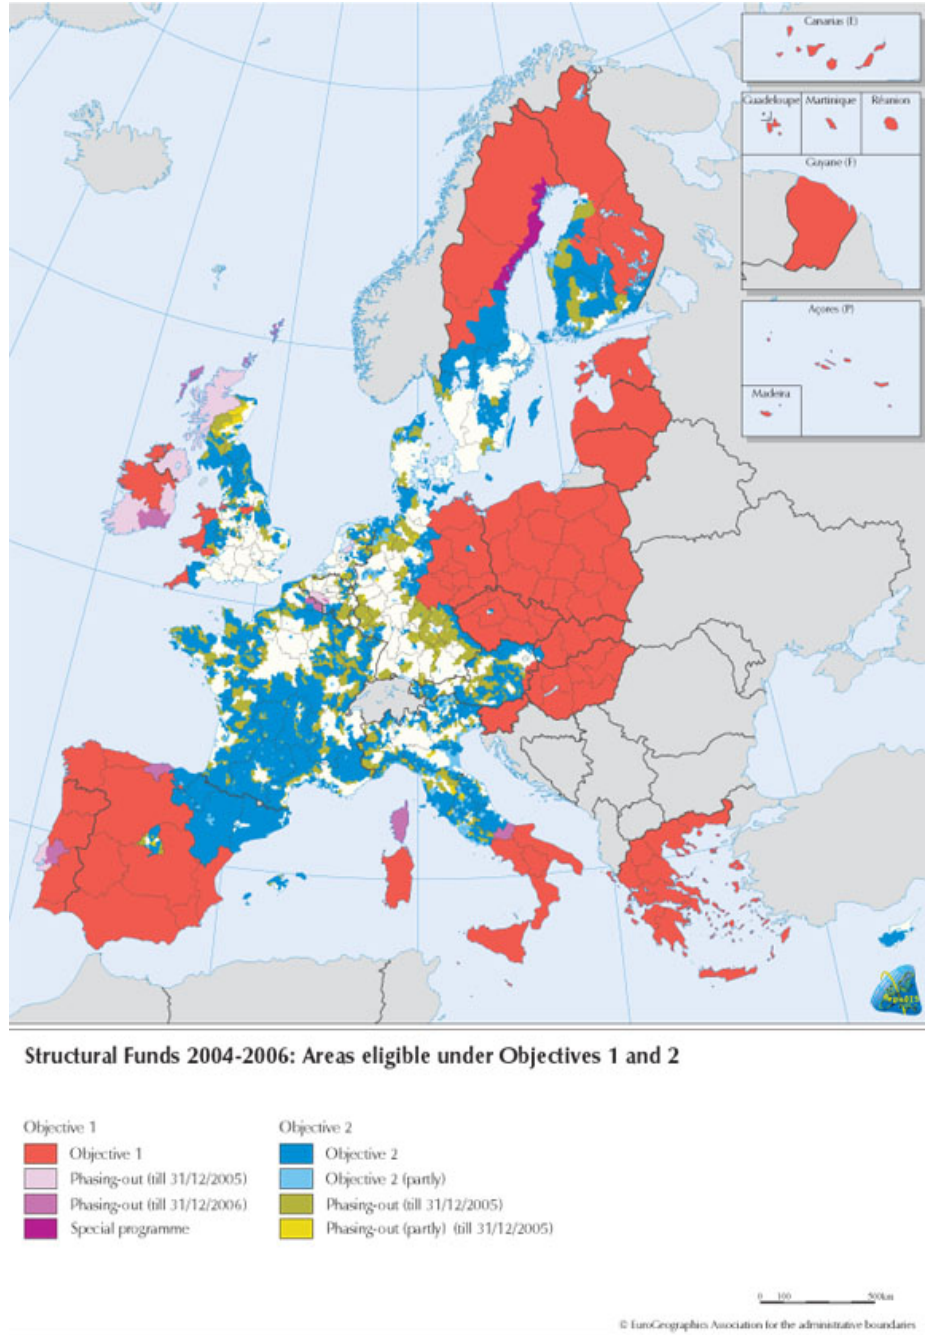 Canarias (E)
Guadeloupe Martinique Réunion
Guyane (F)
Açores (P)
Madeira
Structural Funds 2004-2006: Areas eligible under Objectives 1 and 2
Objective 1
Objective 1
Phasing-out (till 31/12/2005)
Phasing-out (till 31/12/2006)
Special programme
Objective 2
Objective 2
Objective 2 (partly)
Phasing-out (till 31/12/2005)
Phasing-out (partly) (till 31/12/2005)
0 100 500km
© EuroGeographics Association for the administrative boundaries